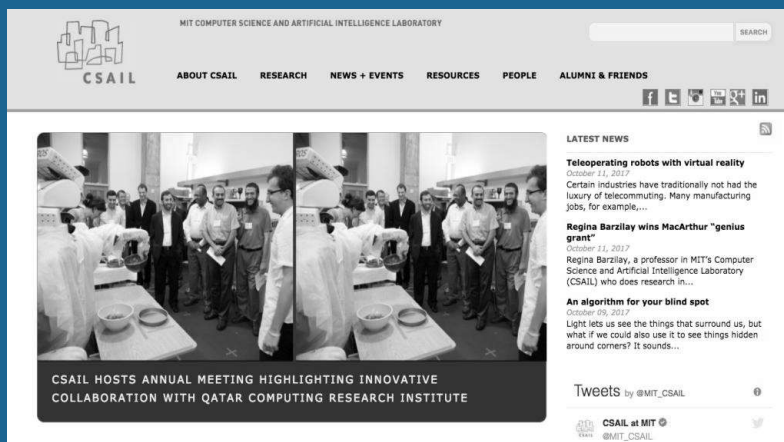 MIT COMPUTER SCIENCE AND ARTIFICIAL INTELLIGENCE LABORATORY
SEARCH
CSAIL
ABOUT CSAIL RESEARCH NEWS + EVENTS RESOURCES PEOPLE ALUMNI & FRIENDS
LATEST NEWS
Teleoperating robots with virtual reality
October 11, 2017
Certain industries have traditionally not had the
luxury of telecommuting. Many manufacturing
jobs, for example,...
Regina Barzilay wins MacArthur “genius
grant”
October 11, 2017
Regina Barzilay, a professor in MIT's Computer
Science and Artificial Intelligence Laboratory
(CSAIL) who does research in...
An algorithm for your blind spot
October 09, 2017
Light lets us see the things that surround us, but
what if we could also use it to see things hidden
around corners? It sounds...
CSAIL HOSTS ANNUAL MEETING HIGHLIGHTING INNOVATIVE
COLLABORATION WITH QATAR COMPUTING RESEARCH INSTITUTE
Tweets by @MIT_CSAIL
CSAIL at MIT
@MIT_CSAIL